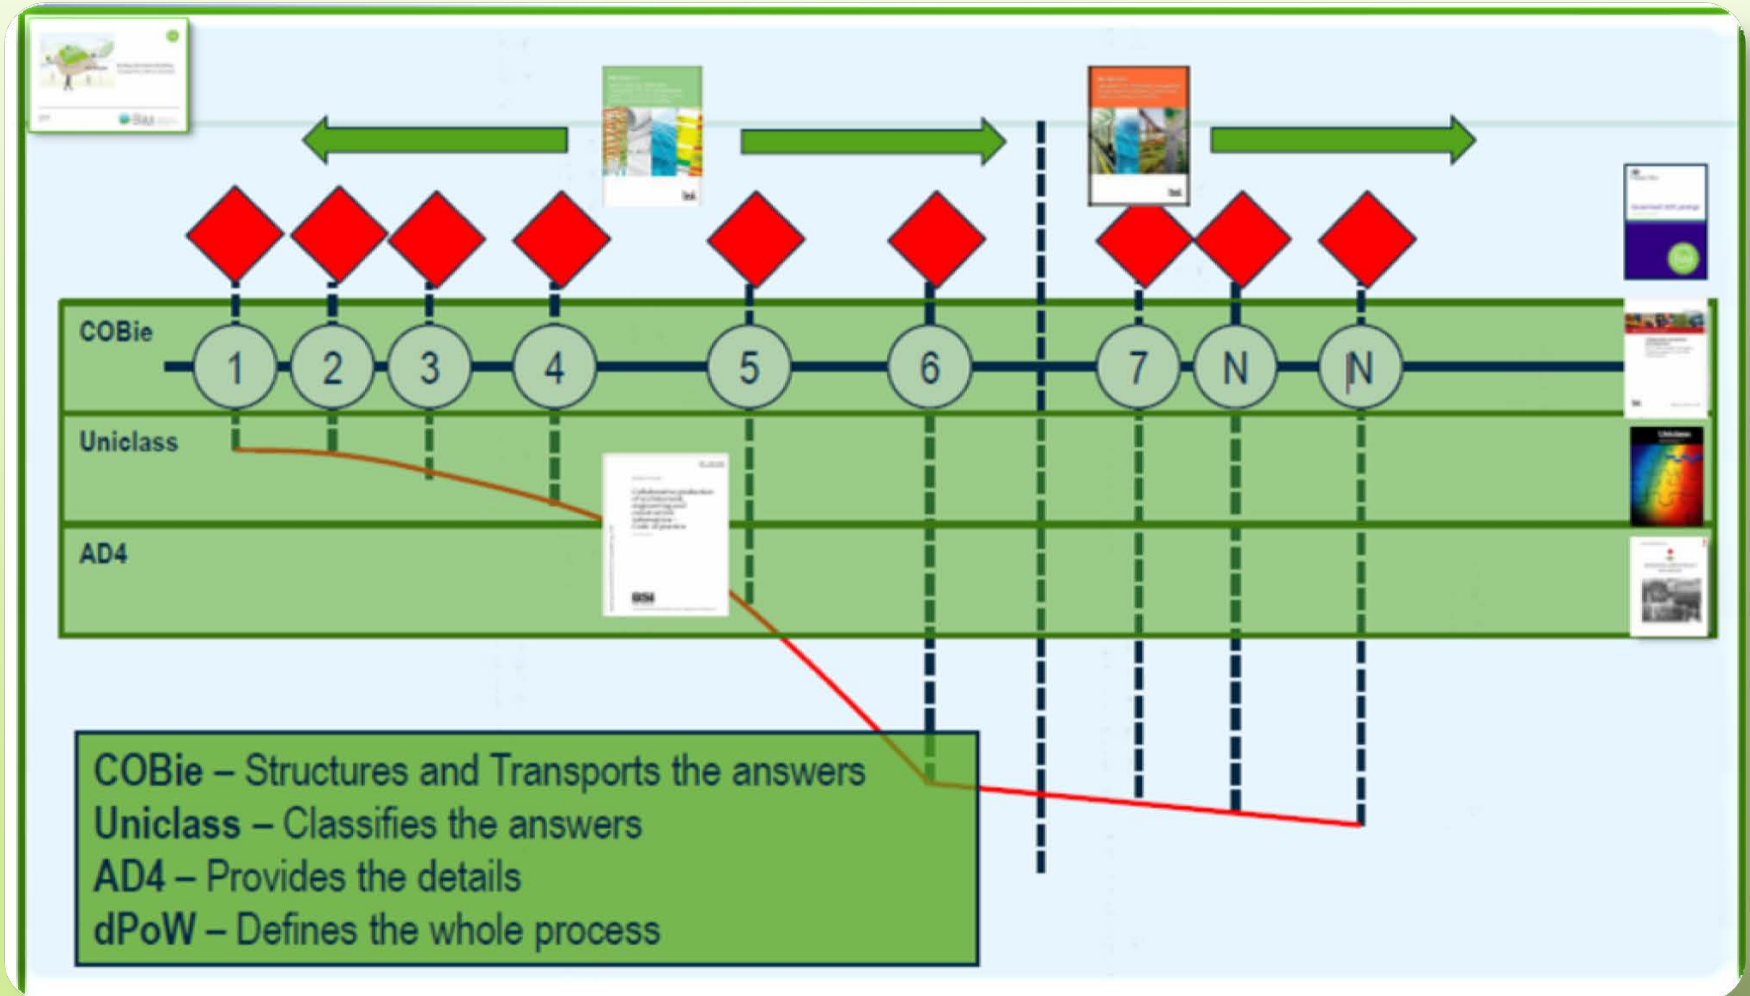 COBie
1 2 3 4 5 6 7 N N
Uniclass
AD4
BSI
COBie – Structures and Transports the answers
Uniclass – Classifies the answers
AD4 – Provides the details
dPoW – Defines the whole process